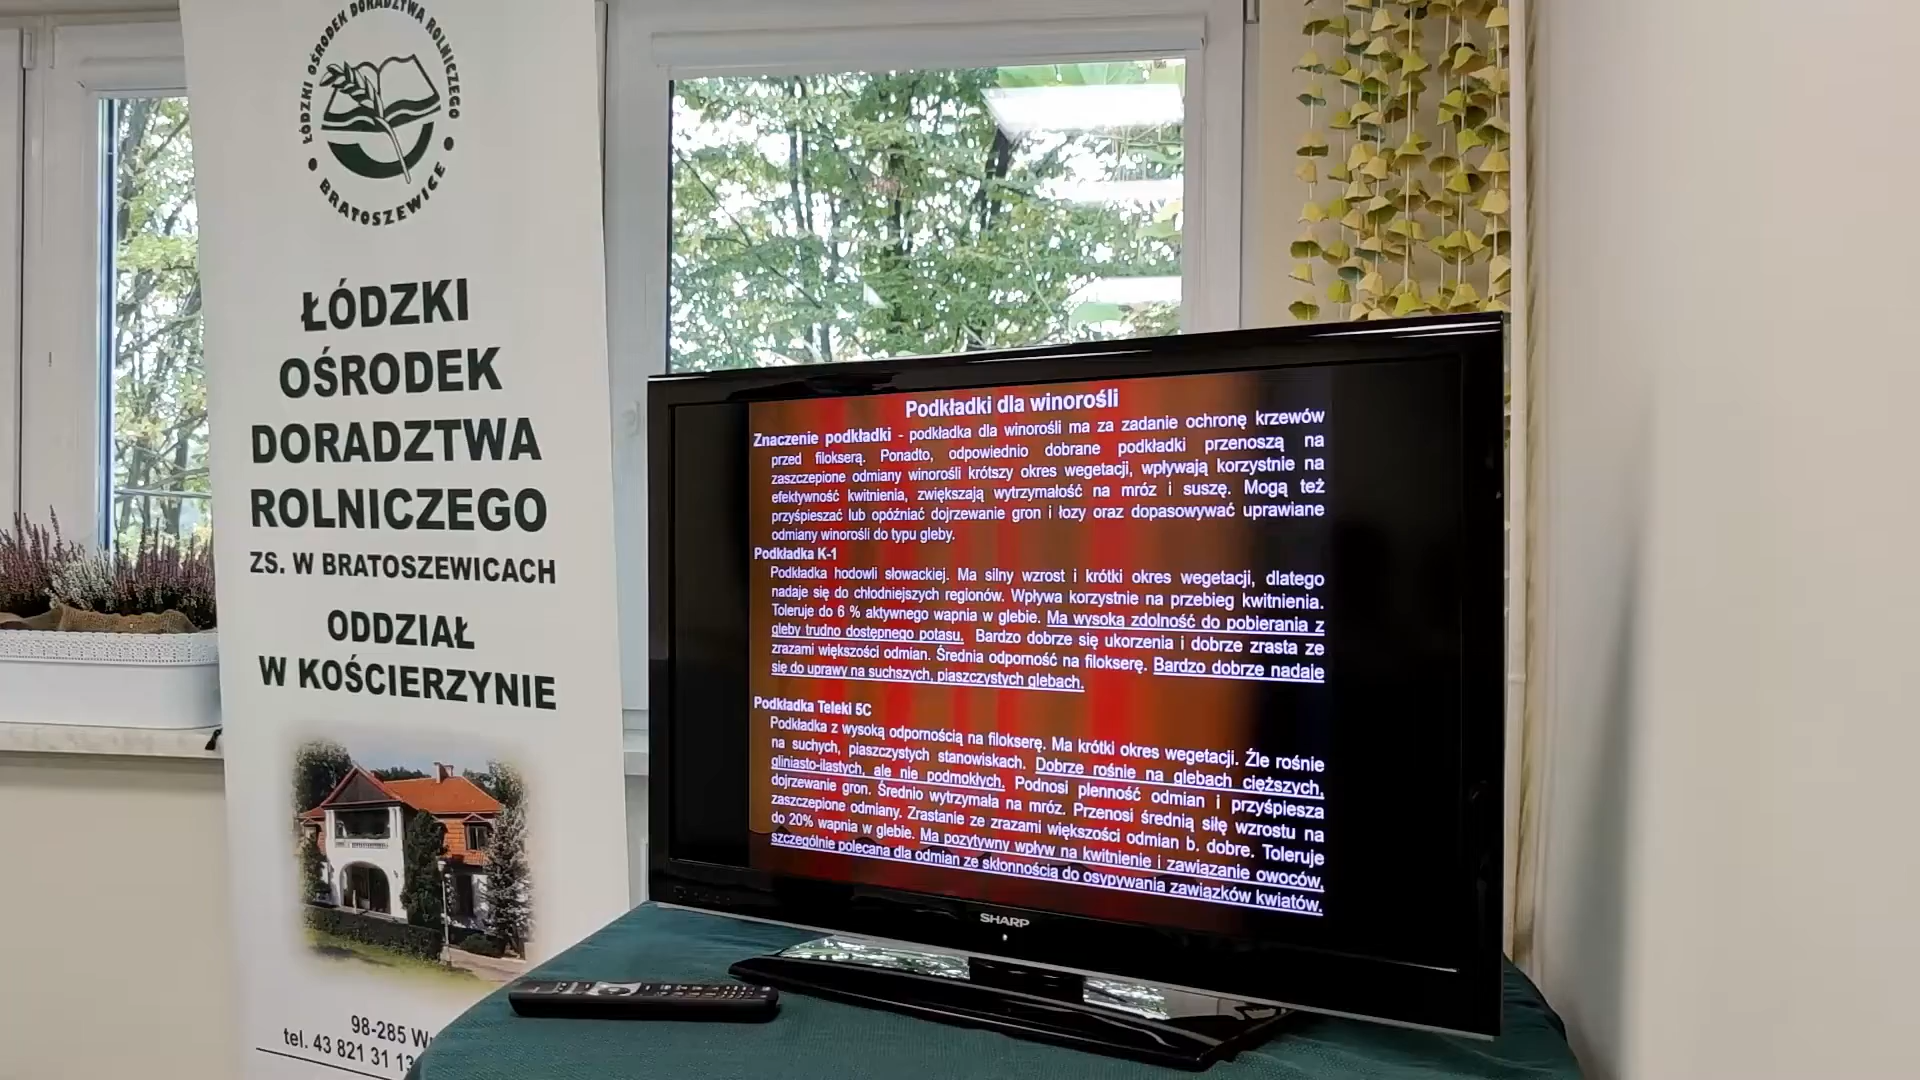 ŁÓDZKI OŚRODEK DORADZTWA ROLNICZEGO
• BRATOSZEWICE •
ŁÓDZKI
OŚRODEK
DORADZTWA
ROLNICZEGO
ZS. W BRATOSZEWICACH
ODDZIAŁ
W KOŚCIERZYNIE
98-285
tel. 43 821 31
Podkładki dla winorośli
Znaczenie podkładki - podkładka dla winorośli ma za zadanie ochronę krzewów
przed filokserą. Ponadto, odpowiednio dobrane podkładki przenoszą na
zaszczepione odmiany winorośli krótszy okres wegetacji, wpływają korzystnie na
efektywność kwitnienia, zwiększają wytrzymałość na mróz i suszę. Mogą też
przyśpieszać lub opóźniać dojrzewanie gron i łozy oraz dopasowywać uprawiane
odmiany winorośli do typu gleby.
Podkładka K-1
Podkładka hodowli słowackiej. Ma silny wzrost i krótki okres wegetacji, dlatego
nadaje się do chłodniejszych regionów. Wpływa korzystnie na przebieg kwitnienia.
Toleruje do 6 % aktywnego wapnia w glebie. Ma wysoką zdolność do pobierania z
gleby trudno dostępnego potasu. Bardzo dobrze się ukorzenia i dobrze zrasta ze
zrazami większości odmian. Średnia odporność na filokserę. Bardzo dobrze nadaje
się do uprawy na suchszych, piaszczystych glebach.
Podkładka Teleki 5C
Podkładka z wysoką odpornością na filokserę. Ma krótki okres wegetacji. Źle rośnie
na suchych, piaszczystych stanowiskach. Dobrze rośnie na glebach cięższych,
gliniasto-ilastych, ale nie podmokłych. Podnosi plenność odmian i przyśpiesza
dojrzewanie gron. Średnio wytrzymała na mróz. Przenosi średnią siłę wzrostu na
zaszczepione odmiany. Zrastanie ze zrazami większości odmian b. dobre. Toleruje
do 20% wapnia w glebie. Ma pozytywny wpływ na kwitnienie i zawiązanie owoców,
szczególnie polecana dla odmian ze skłonnością do osypywania zawiązków kwiatów.
SHARP